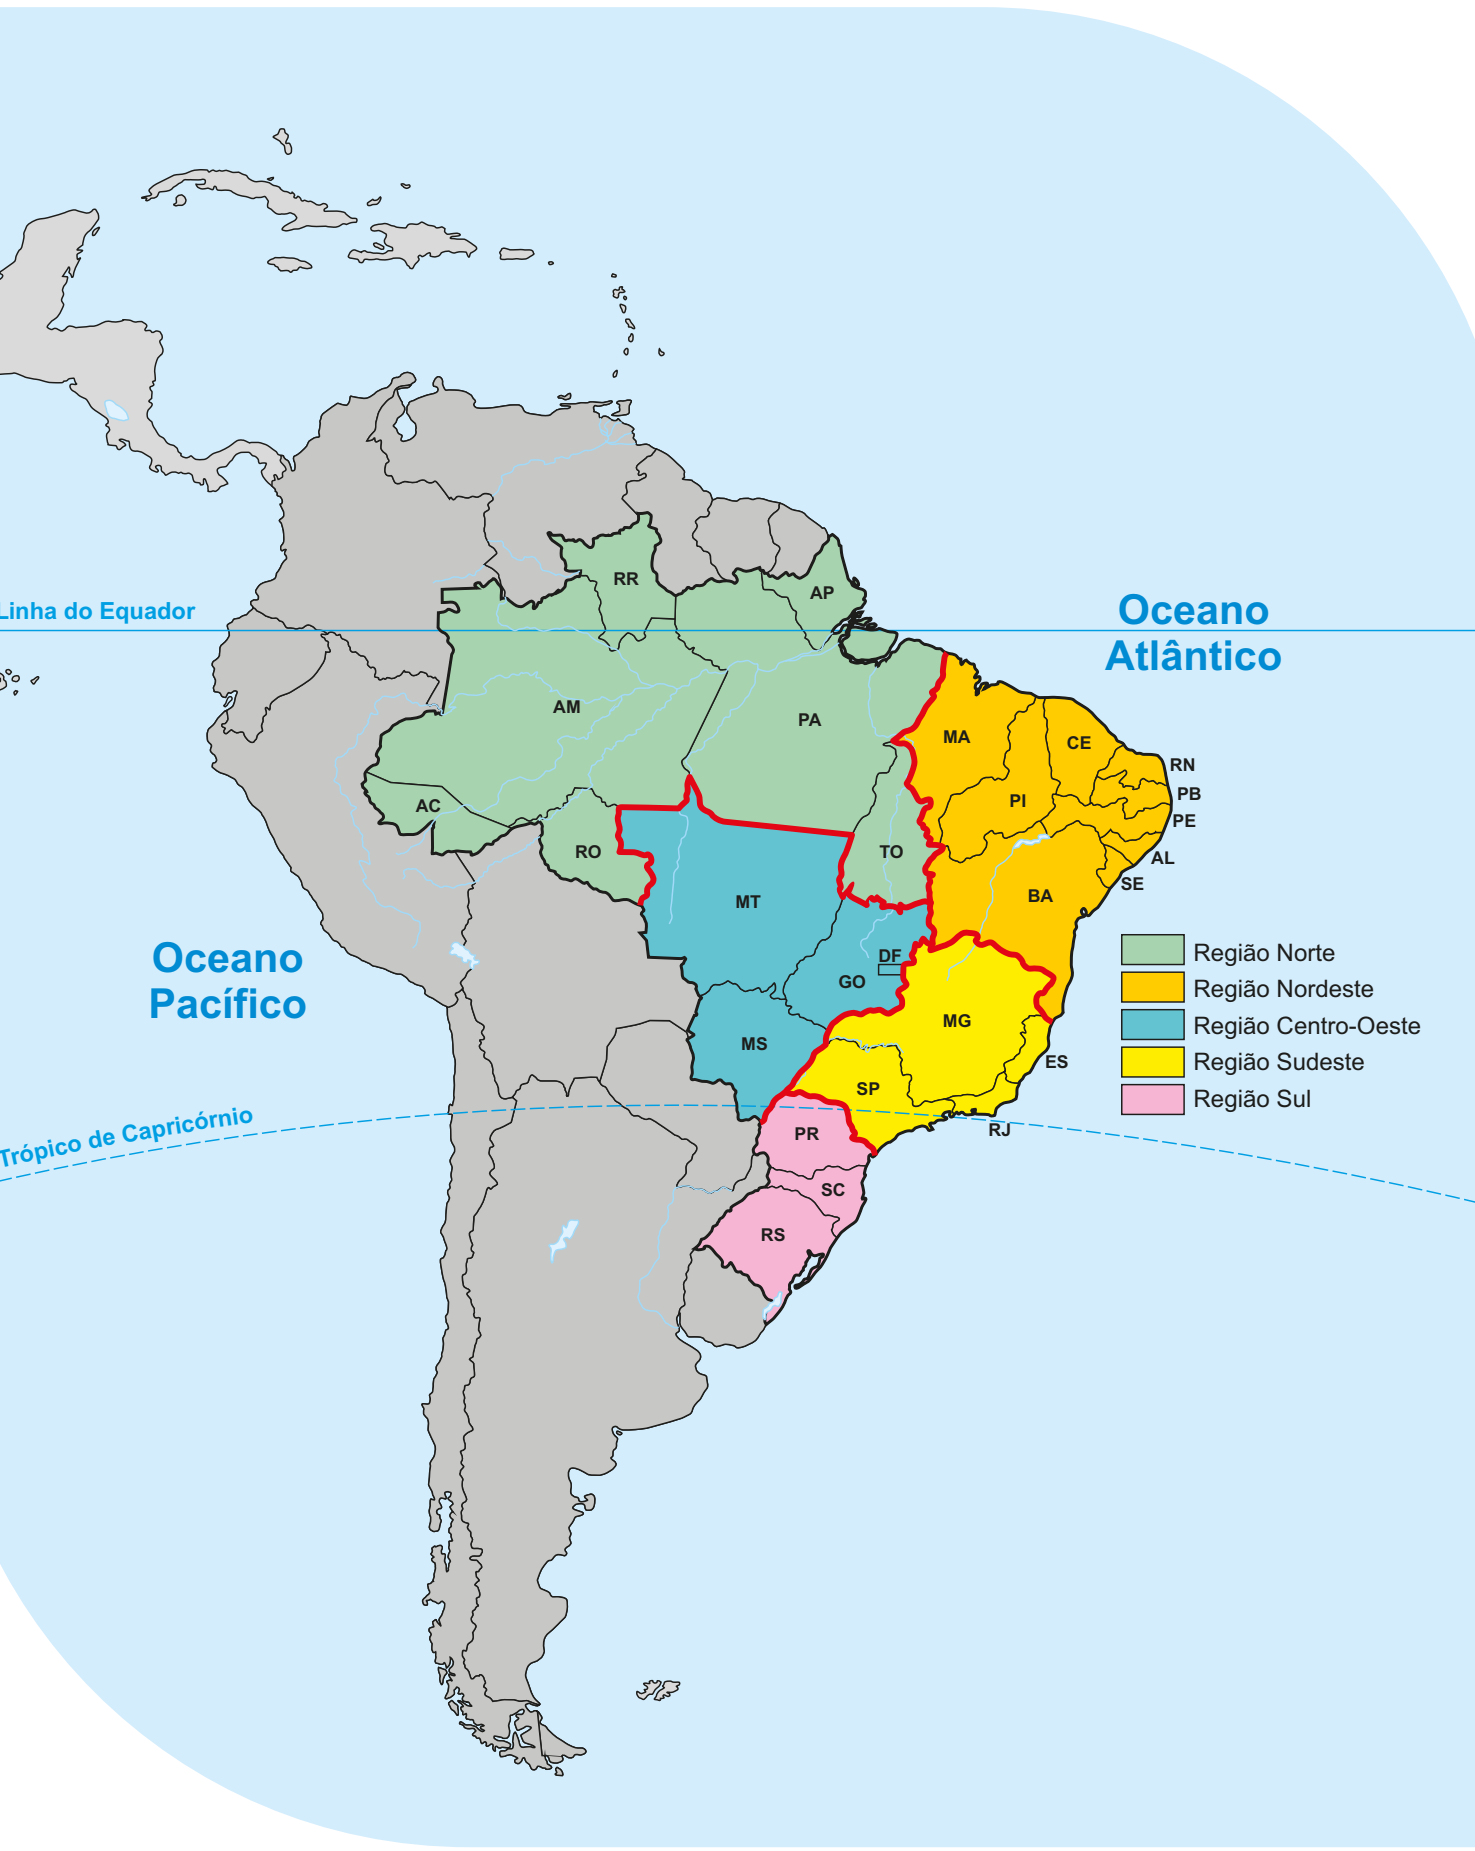 RR
AP
Linha do Equador
Oceano
Atlântico
AM
PA
MA
CE
RN
PI
PB
AC
PE
RO
TO
AL
SE
MT
BA
Oceano
Pacífico
DF
GO
Região Norte
Região Nordeste
MG
Região Centro-Oeste
MS
ES
Região Sudeste
SP
Região Sul
Trópico de Capricórnio
RJ
PR
SC
RS